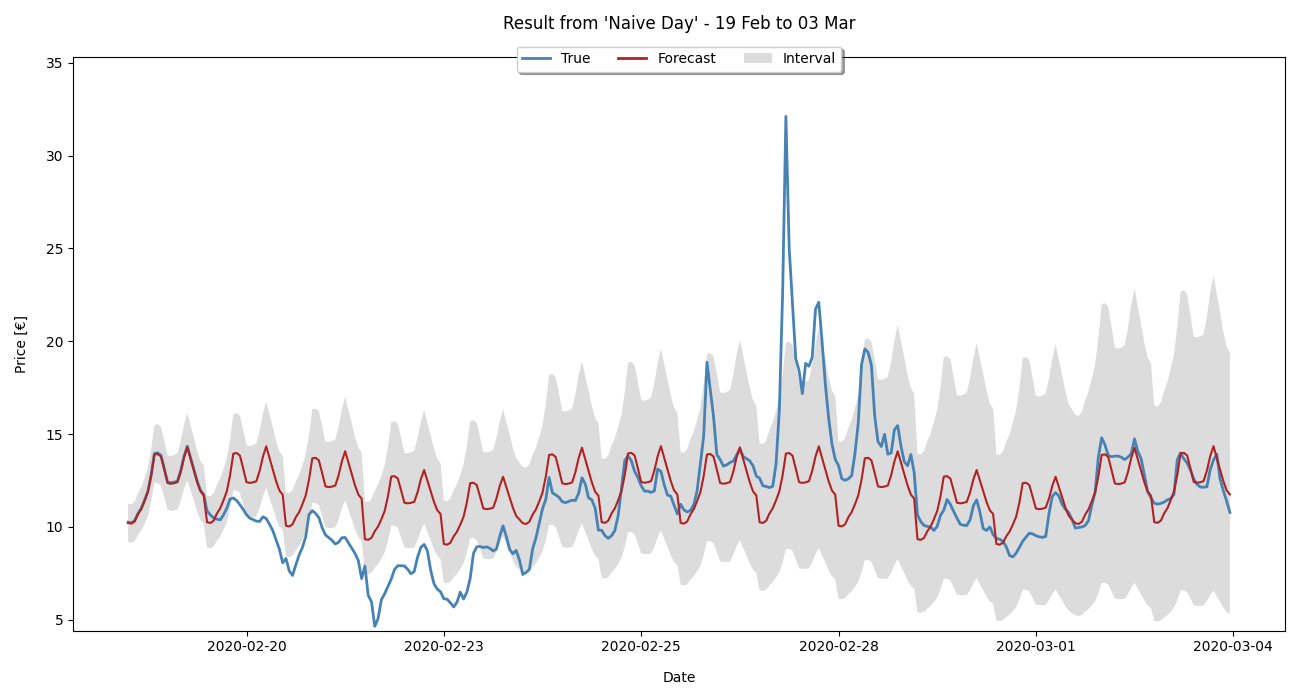 Result from 'Naive Day' - 19 Feb to 03 Mar
True Forecast Interval
35
30
25
20
15
10
5
Price [€]
2020-02-20 2020-02-23 2020-02-25 2020-02-28 2020-03-01 2020-03-04
Date